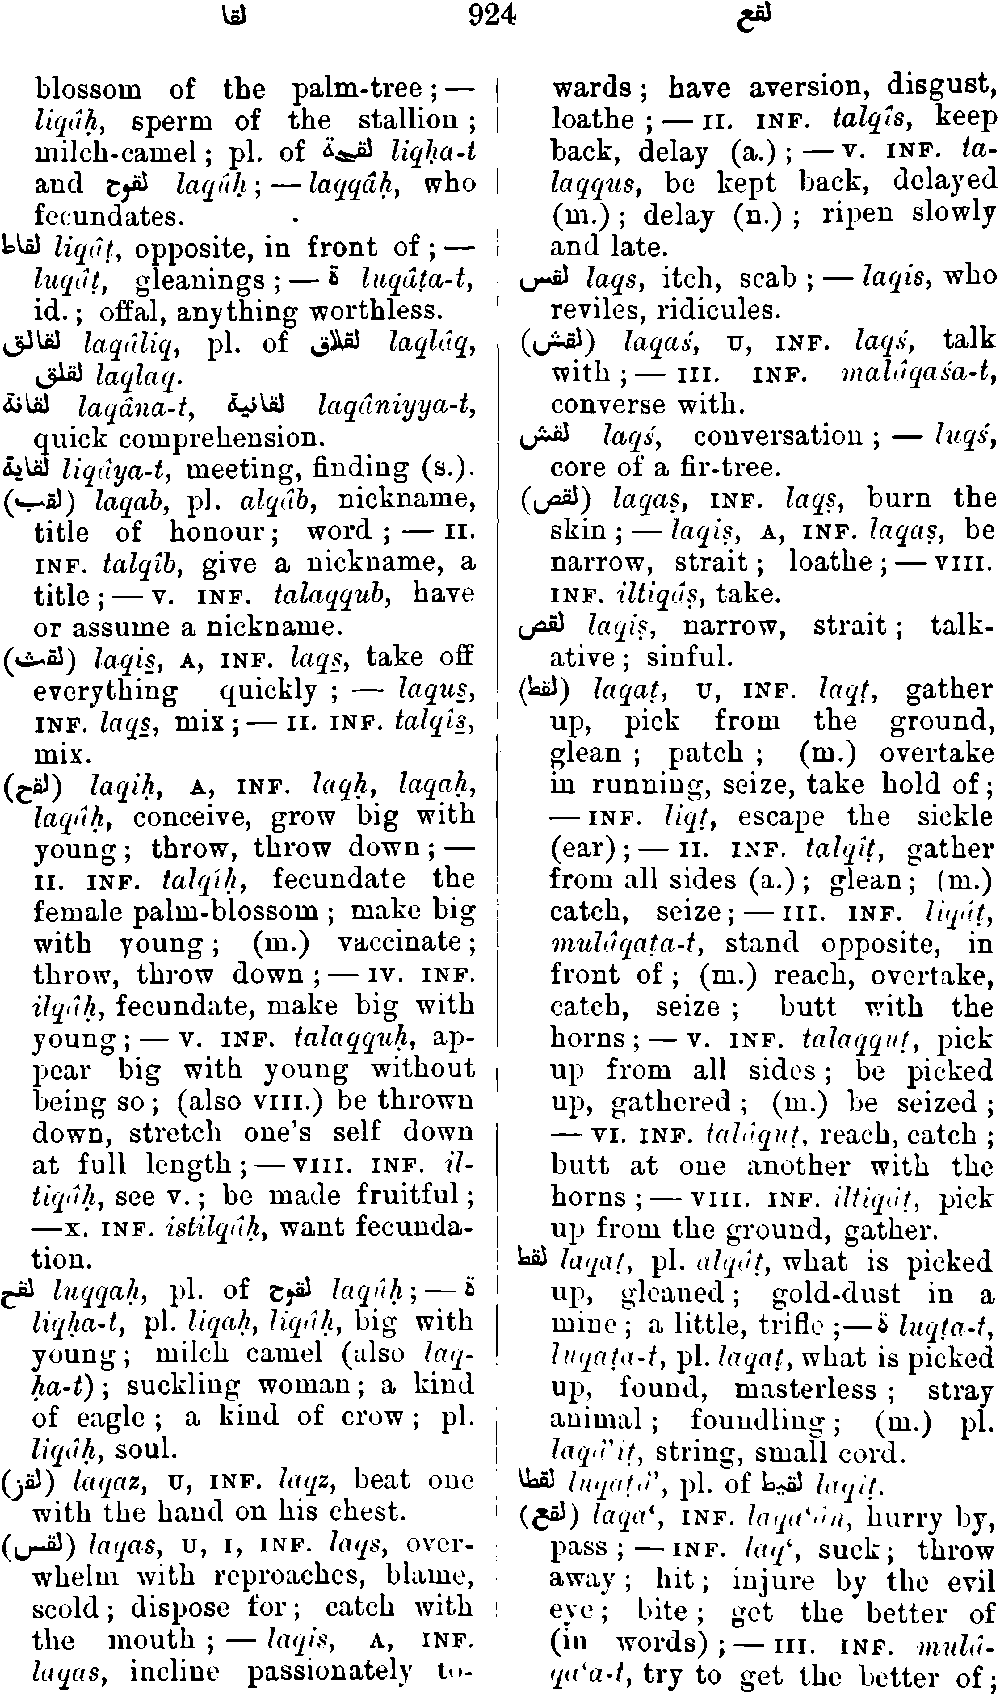 لقا 924 لقع
blossom of the palm-tree; —
liqâḥ, sperm of the stallion;
milch-camel; pl. of لقحة liqḥa-t
and لقوح laqûḥ; — laqqâḥ, who
fecundates.
لقاط liqâṭ, opposite, in front of; —
luqâṭ, gleanings; — ة luqâṭa-t,
id.; offal, anything worthless.
لقالق laqâliq, pl. of لقلاق laqlâq,
لقلق laqlaq.
لقانة laqâna-t, لقانية laqâniyya-t,
quick comprehension.
لقاية liqâya-t, meeting, finding (s.).
(لقب) laqab, pl. alqâb, nickname,
title of honour; word; — II.
INF. talqîb, give a nickname, a
title; — V. INF. talaqqub, have
or assume a nickname.
(لقث) laqis̱, A, INF. laqs̱, take off
everything quickly; — laqus̱,
INF. laqs̱, mix; — II. INF. talqîs̱,
mix.
(لقح) laqiḥ, A, INF. laqḥ, laqaḥ,
laqâḥ, conceive, grow big with
young; throw, throw down; —
II. INF. talqîḥ, fecundate the
female palm-blossom; make big
with young; (m.) vaccinate;
throw, throw down; — IV. INF.
ilqâḥ, fecundate, make big with
young; — V. INF. talaqquḥ, ap-
pear big with young without
being so; (also VIII.) be thrown
down, stretch one's self down
at full length; — VIII. INF. il-
tiqâḥ, see V.; be made fruitful;
—X. INF. istilqâḥ, want fecunda-
tion.
لقح luqqaḥ, pl. of لقوح laqûḥ; — ة
liqḥa-t, pl. liqaḥ, liqâḥ, big with
young; milch camel (also laq-
ḥa-t); suckling woman; a kind
of eagle; a kind of crow; pl.
liqâḥ, soul.
(لقز) laqaz, U, INF. laqz, beat one
with the hand on his chest.
(لقس) laqas, U, I, INF. laqs, over-
whelm with reproaches, blame,
scold; dispose for; catch with
the mouth; — laqis, A, INF.
laqas, incline passionately to-
wards; have aversion, disgust,
loathe; — II. INF. talqîs, keep
back, delay (a.); — V. INF. ta-
laqqus, be kept back, delayed
(m.); delay (n.); ripen slowly
and late.
لقس laqs, itch, scab; — laqis, who
reviles, ridicules.
(لقش) laqaś, U, INF. laqś, talk
with; — III. INF. malâqaśa-t,
converse with.
لقش laqś, conversation; — luqś,
core of a fir-tree.
(لقص) laqaṣ, INF. laqṣ, burn the
skin; — laqiṣ, A, INF. laqaṣ, be
narrow, strait; loathe; — VIII.
INF. iltiqâṣ, take.
لقص laqiṣ, narrow, strait; talk-
ative; sinful.
(لقط) laqaṭ, U, INF. laqṭ, gather
up, pick from the ground,
glean; patch; (m.) overtake
in running, seize, take hold of;
— INF. liqṭ, escape the sickle
(ear); — II. INF. talqîṭ, gather
from all sides (a.); glean; (m.)
catch, seize; — III. INF. liqâṭ,
mulâqaṭa-t, stand opposite, in
front of; (m.) reach, overtake,
catch, seize; butt with the
horns; — V. INF. talaqquṭ, pick
up from all sides; be picked
up, gathered; (m.) be seized;
— VI. INF. talâquṭ, reach, catch;
butt at one another with the
horns; — VIII. INF. iltiqâṭ, pick
up from the ground, gather.
لقط laqaṭ, pl. alqâṭ, what is picked
up, gleaned; gold-dust in a
mine; a little, trifle;— ة luqṭa-t,
luqaṭa-t, pl. laqaṭ, what is picked
up, found, masterless; stray
animal; foundling; (m.) pl.
laqâ'iṭ, string, small cord.
لقطا luqaṭâ', pl. of لقيط laqîṭ.
(لقع) laqa‘, INF. laqa‘ân, hurry by,
pass; — INF. laq‘, suck; throw
away; hit; injure by the evil
eye; bite; get the better of
(in words); — III. INF. mulâ-
qa‘a-t, try to get the better of;